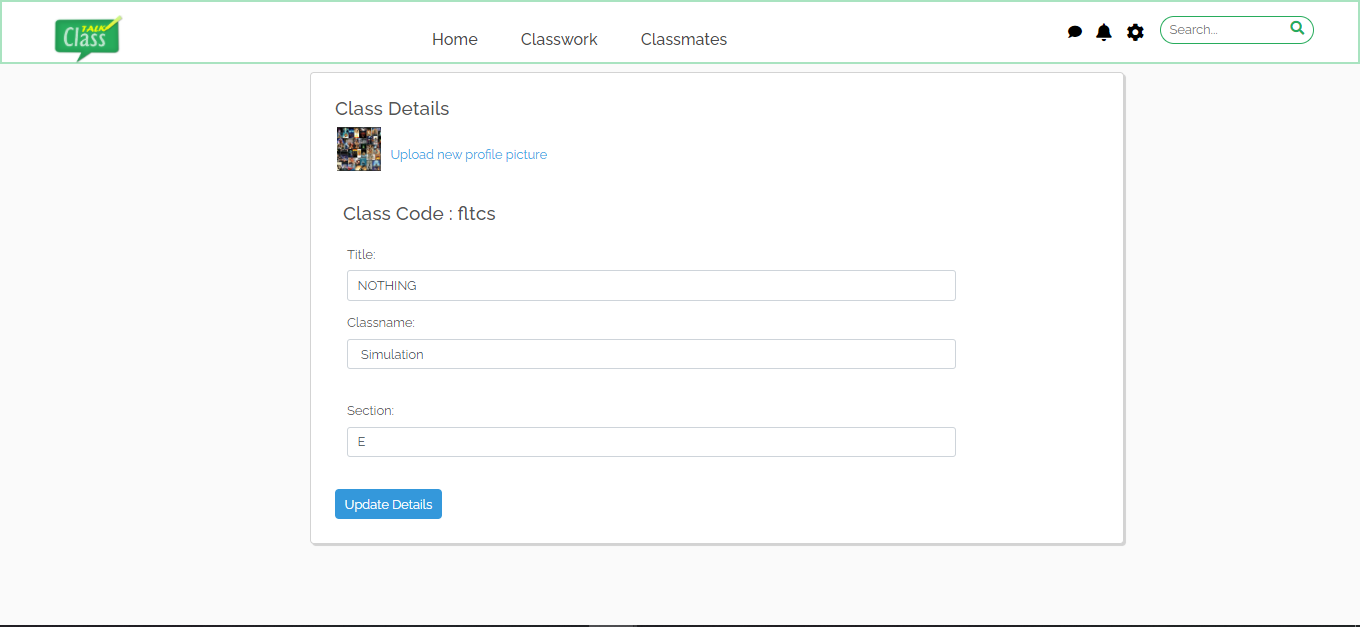 TALK
Class
Home Classwork Classmates
Search...
Class Details
Upload new profile picture
Class Code : fltcs
Title:
NOTHING
Classname:
Simulation
Section:
E
Update Details